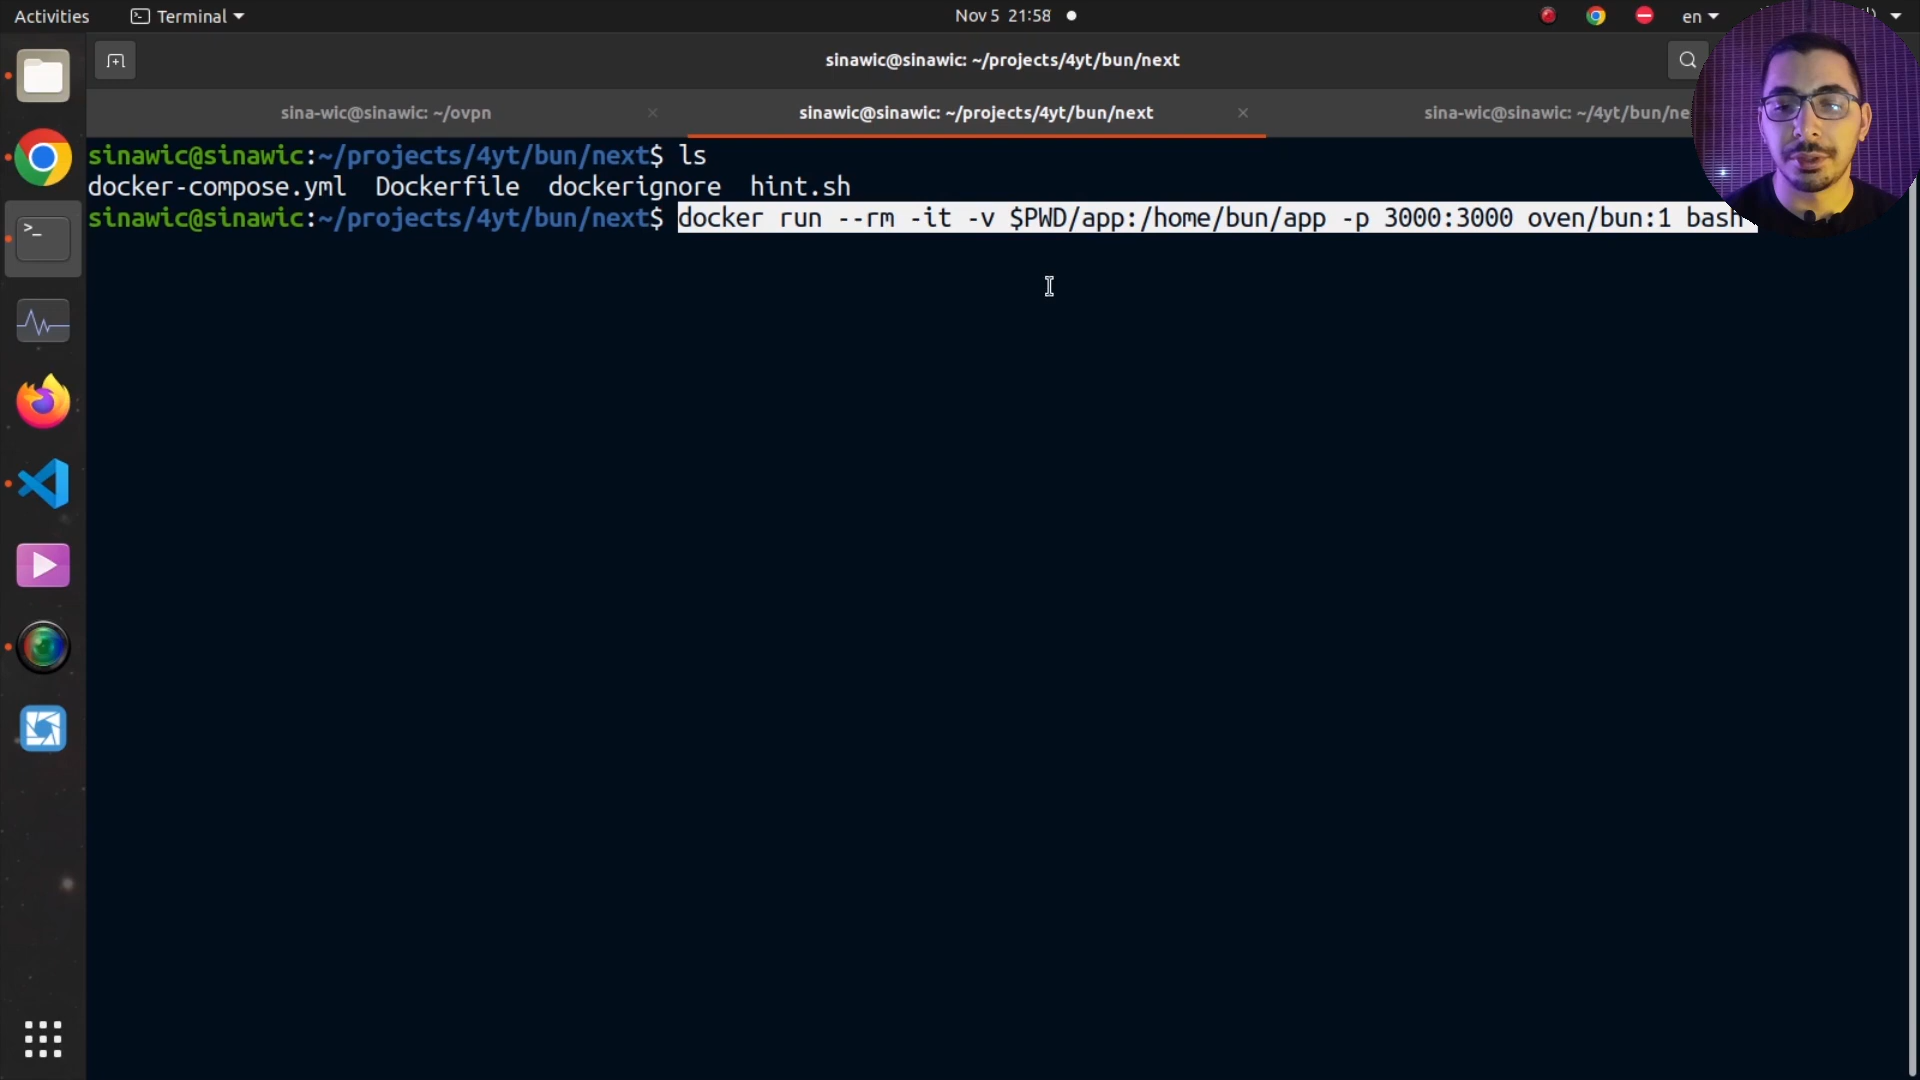 Activities Terminal Nov 5 21:58 en
sinawic@sinawic: ~/projects/4yt/bun/next
sina-wic@sinawic: ~/ovpn sinawic@sinawic: ~/projects/4yt/bun/next sina-wic@sinawic: ~/4yt/bun/ne
sinawic@sinawic:~/projects/4yt/bun/next$ ls
docker-compose.yml Dockerfile dockerignore hint.sh
sinawic@sinawic:~/projects/4yt/bun/next$ docker run --rm -it -v $PWD/app:/home/bun/app -p 3000:3000 oven/bun:1 bash